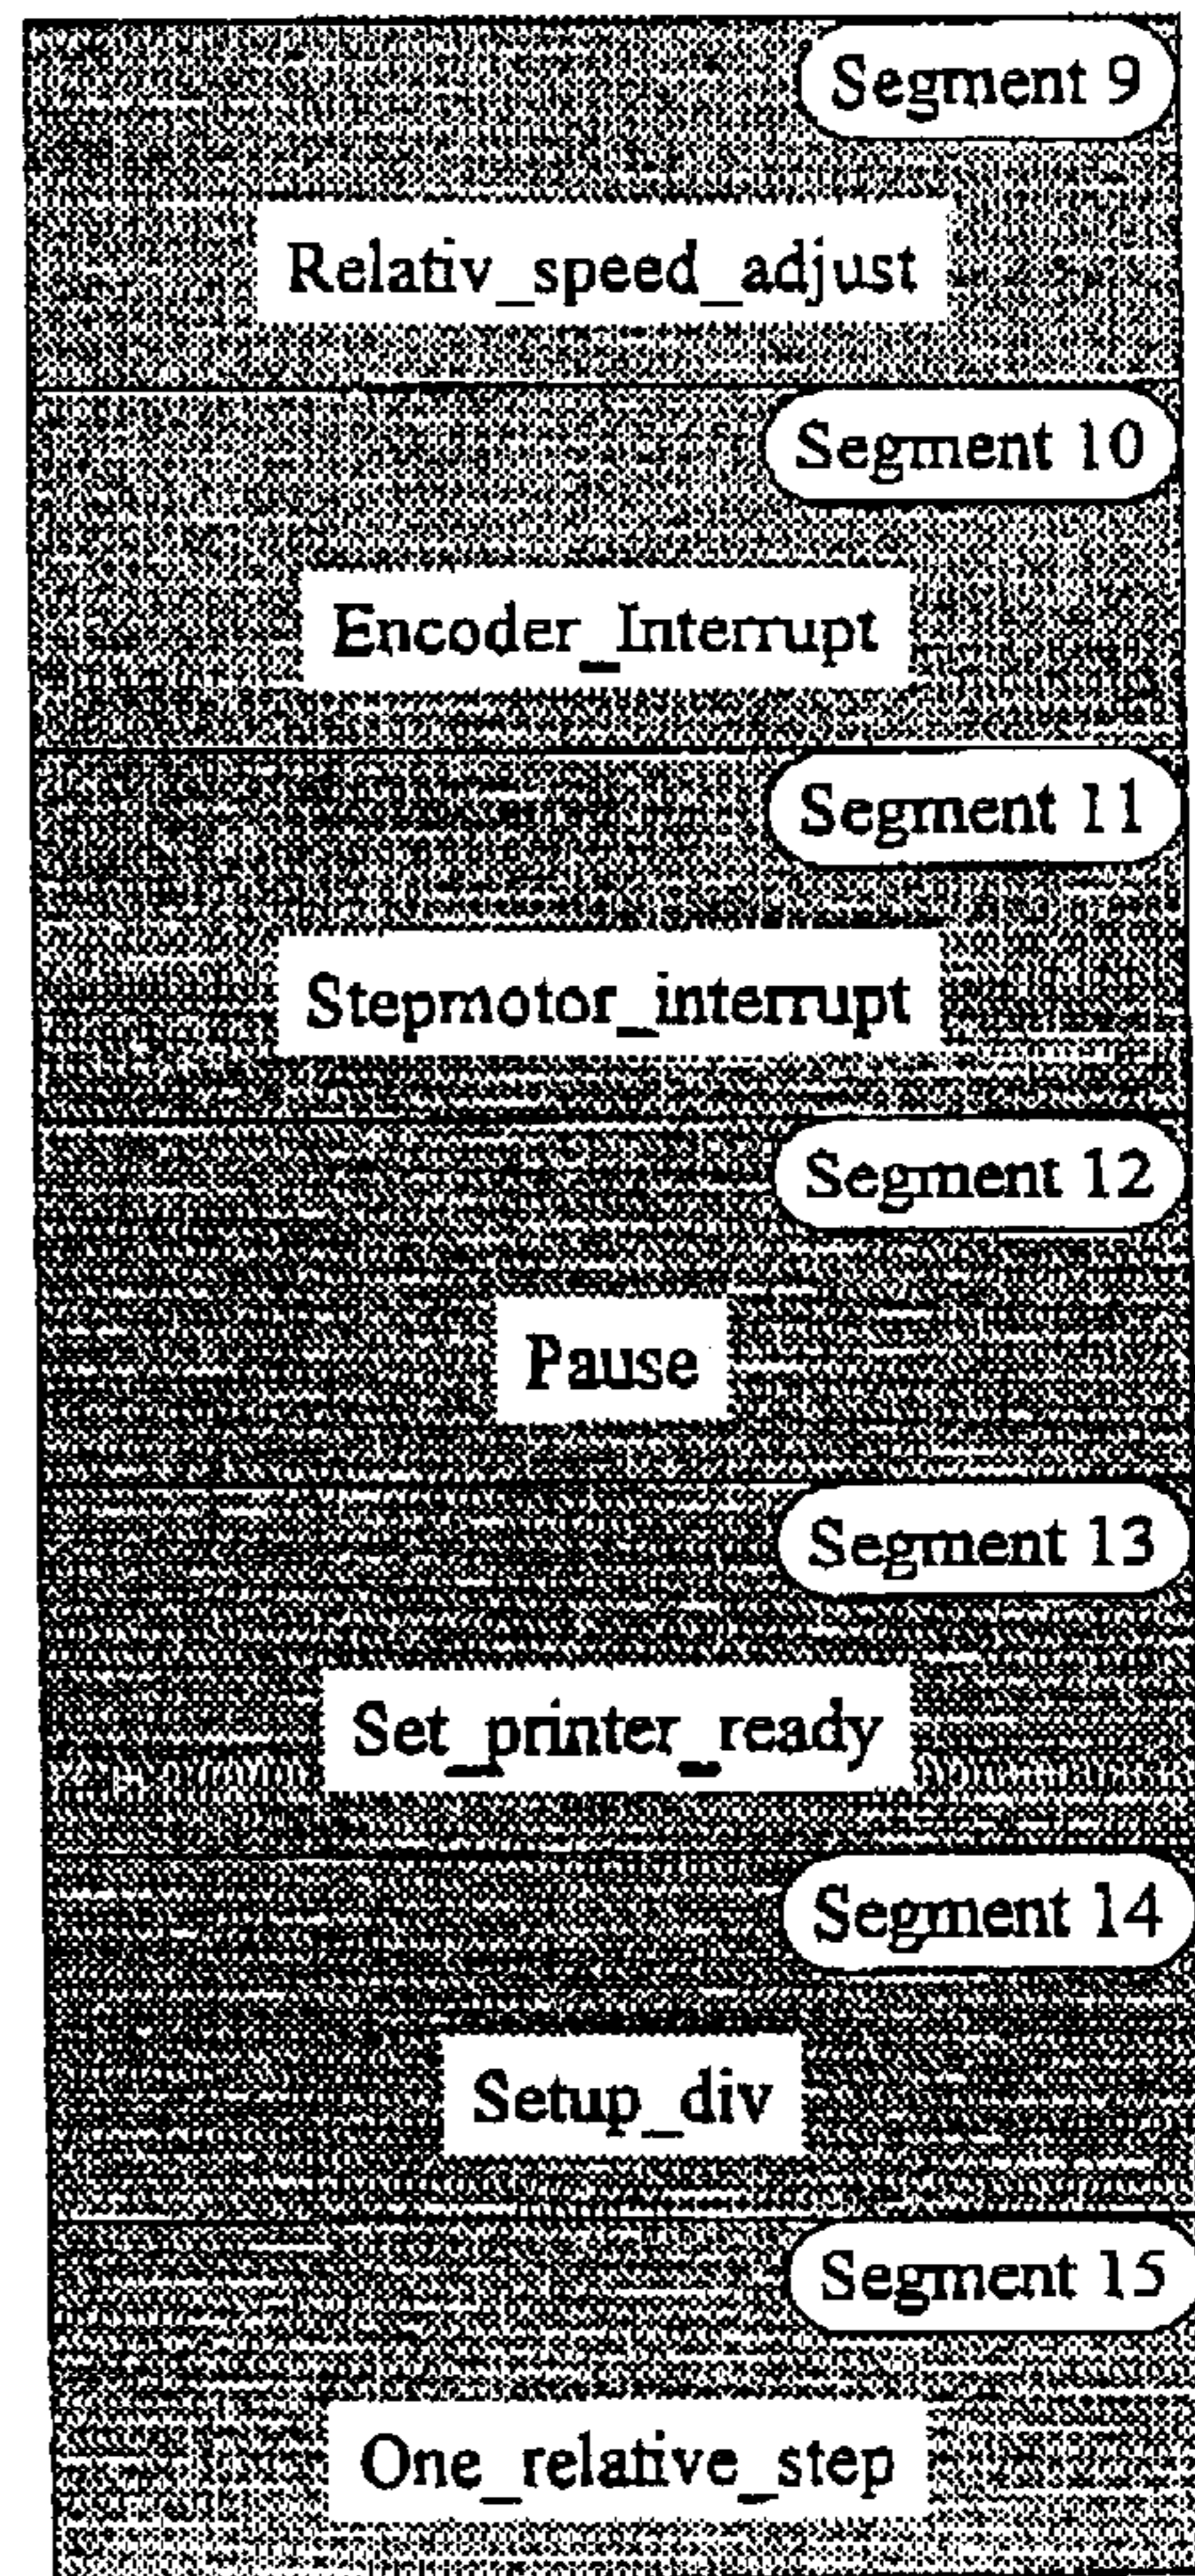 Segment 9
Relativ_speed_adjust
Segment 10
Encoder_Interrupt
Segment 11
Stepmotor_interrupt
Segment 12
Pause
Segment 13
Set_printer_ready
Segment 14
Setup_div
Segment 15
One_relative_step